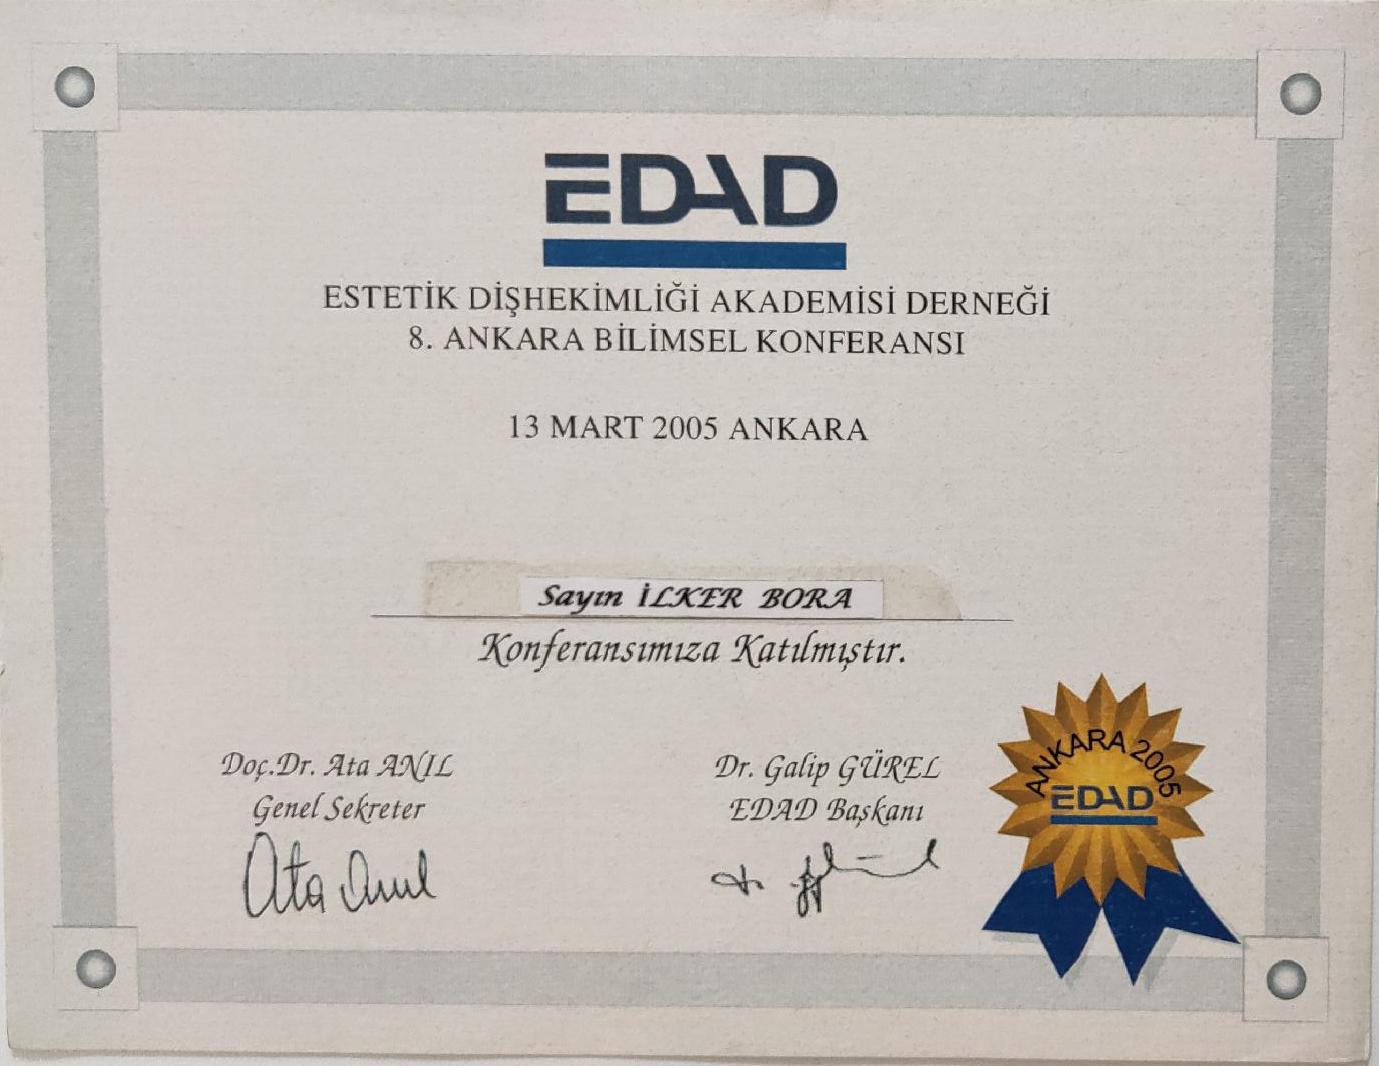 EDAD
ESTETİK DİŞHEKİMLİĞİ AKADEMİSİ DERNEĞİ
8. ANKARA BİLİMSEL KONFERANSI
13 MART 2005 ANKARA
Sayın İLKER BORA
Konferansımıza Katılmıştır.
Doç.Dr. Ata ANIL
Genel Sekreter
Ata Anıl
Dr. Galip GÜREL
EDAD Başkanı
ANKARA 2005
EDAD